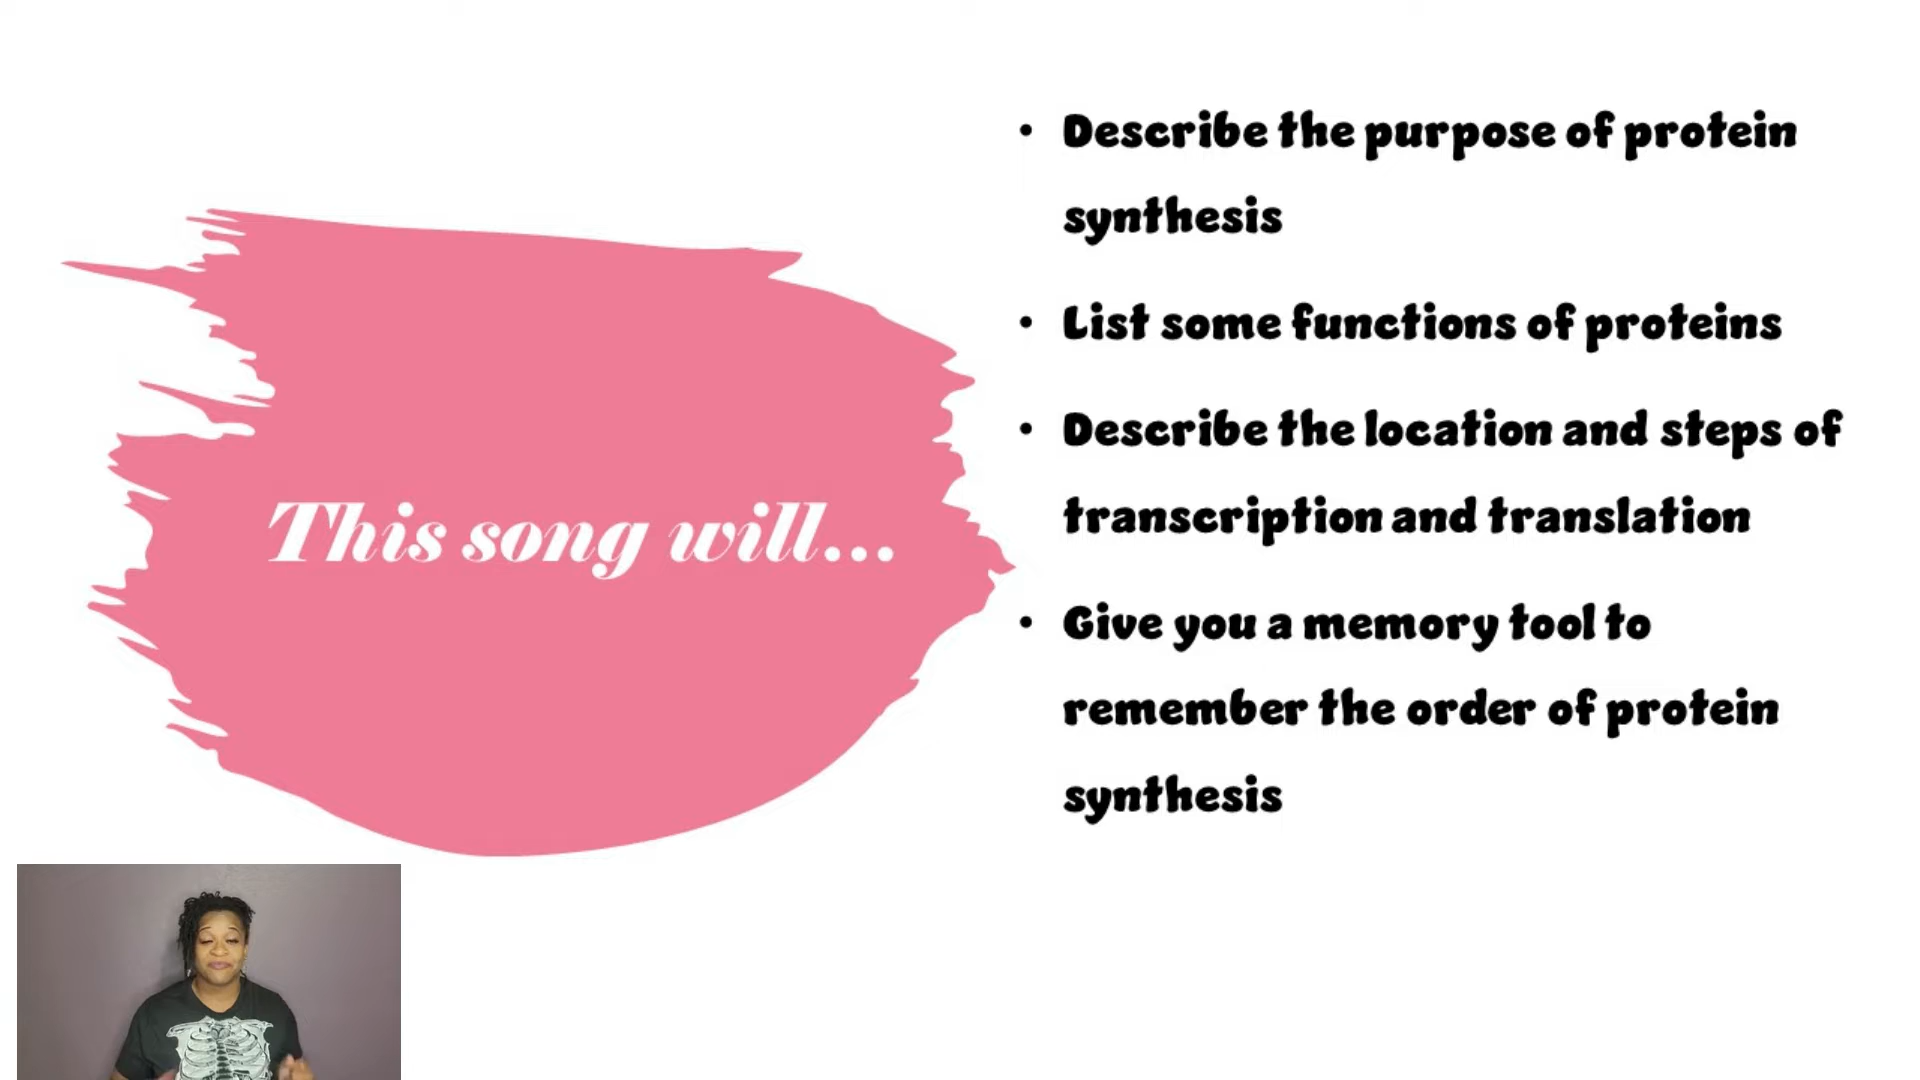 This song will...
• Describe the purpose of protein
synthesis
• List some functions of proteins
• Describe the location and steps of
transcription and translation
• Give you a memory tool to
remember the order of protein
synthesis